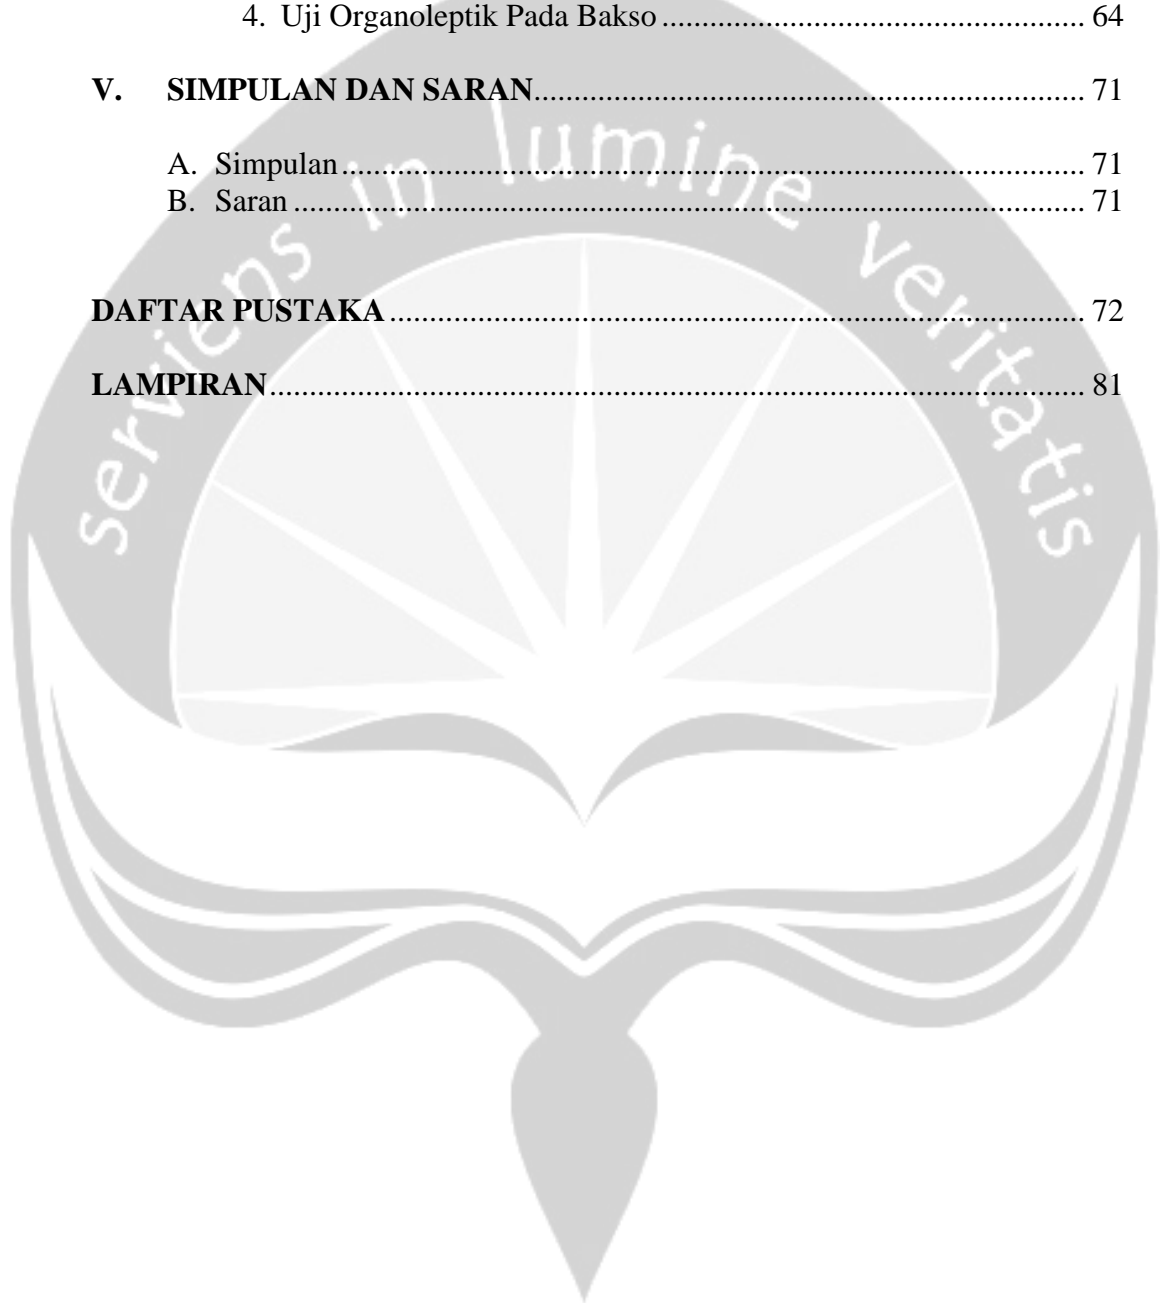 4. Uji Organoleptik Pada Bakso ..................................................... 64
V. SIMPULAN DAN SARAN..................................................................... 71
A. Simpulan ............................................................................................. 71
B. Saran ................................................................................................... 71
DAFTAR PUSTAKA ....................................................................................... 72
LAMPIRAN...................................................................................................... 81
serviens in lumine veritatis